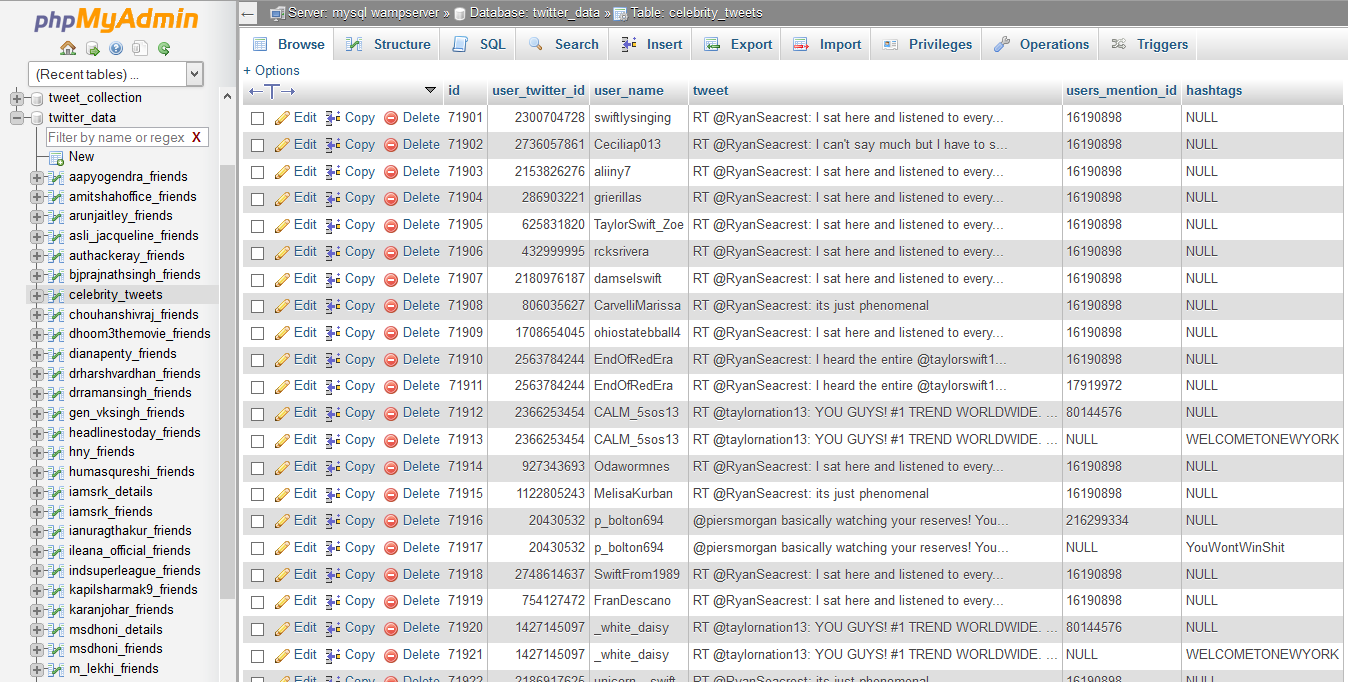 phpMyAdmin
(Recent tables) ...
tweet_collection
twitter_data
Filter by name or regex X
New
aapyogendra_friends
amitshahoffice_friends
arunjaitley_friends
asli_jacqueline_friends
authackeray_friends
bjprajnathsingh_friends
celebrity_tweets
chouhanshivraj_friends
dhoom3themovie_friends
dianapenty_friends
drharshvardhan_friends
drramansingh_friends
gen_vksingh_friends
headlinestoday_friends
hny_friends
humasqureshi_friends
iamsrk_details
iamsrk_friends
ianuragthakur_friends
ileana_official_friends
indsuperleague_friends
kapilsharmak9_friends
karanjohar_friends
msdhoni_details
msdhoni_friends
m_lekhi_friends
Server: mysql wampserver » Database: twitter_data » Table: celebrity_tweets
Browse Structure SQL Search Insert Export Import Privileges Operations Triggers
+ Options
←T→ id user_twitter_id user_name tweet users_mention_id hashtags
Edit Copy Delete 71901 2300704728 swiftlysinging RT @RyanSeacrest: I sat here and listened to every... 16190898 NULL
Edit Copy Delete 71902 2736057861 Ceciliap013 RT @RyanSeacrest: I can't say much but I have to s... 16190898 NULL
Edit Copy Delete 71903 2153826276 aliiny7 RT @RyanSeacrest: I sat here and listened to every... 16190898 NULL
Edit Copy Delete 71904 286903221 grierillas RT @RyanSeacrest: I sat here and listened to every... 16190898 NULL
Edit Copy Delete 71905 625831820 TaylorSwift_Zoe RT @RyanSeacrest: I sat here and listened to every... 16190898 NULL
Edit Copy Delete 71906 432999995 rcksrivera RT @RyanSeacrest: I sat here and listened to every... 16190898 NULL
Edit Copy Delete 71907 2180976187 damselswift RT @RyanSeacrest: I sat here and listened to every... 16190898 NULL
Edit Copy Delete 71908 806035627 CarvelliMarissa RT @RyanSeacrest: its just phenomenal 16190898 NULL
Edit Copy Delete 71909 1708654045 ohiostatebball4 RT @RyanSeacrest: I sat here and listened to every... 16190898 NULL
Edit Copy Delete 71910 2563784244 EndOfRedEra RT @RyanSeacrest: I heard the entire @taylorswift1... 16190898 NULL
Edit Copy Delete 71911 2563784244 EndOfRedEra RT @RyanSeacrest: I heard the entire @taylorswift1... 17919972 NULL
Edit Copy Delete 71912 2366253454 CALM_5sos13 RT @taylornation13: YOU GUYS! #1 TREND WORLDWIDE. ... 80144576 NULL
Edit Copy Delete 71913 2366253454 CALM_5sos13 RT @taylornation13: YOU GUYS! #1 TREND WORLDWIDE. ... NULL WELCOMETONEWYORK
Edit Copy Delete 71914 927343693 Odawormnes RT @RyanSeacrest: I sat here and listened to every... 16190898 NULL
Edit Copy Delete 71915 1122805243 MelisaKurban RT @RyanSeacrest: its just phenomenal 16190898 NULL
Edit Copy Delete 71916 20430532 p_bolton694 @piersmorgan basically watching your reserves! You... 216299334 NULL
Edit Copy Delete 71917 20430532 p_bolton694 @piersmorgan basically watching your reserves! You... NULL YouWontWinShit
Edit Copy Delete 71918 2748614637 SwiftFrom1989 RT @RyanSeacrest: I sat here and listened to every... 16190898 NULL
Edit Copy Delete 71919 754127472 FranDescano RT @RyanSeacrest: I sat here and listened to every... 16190898 NULL
Edit Copy Delete 71920 1427145097 _white_daisy RT @taylornation13: YOU GUYS! #1 TREND WORLDWIDE. ... 80144576 NULL
Edit Copy Delete 71921 1427145097 _white_daisy RT @taylornation13: YOU GUYS! #1 TREND WORLDWIDE. ... NULL WELCOMETONEWYORK
Edit Copy Delete 71922 2186917625 unicorn__swift RT @RyanSeacrest: its just phenomenal 16190898 NULL